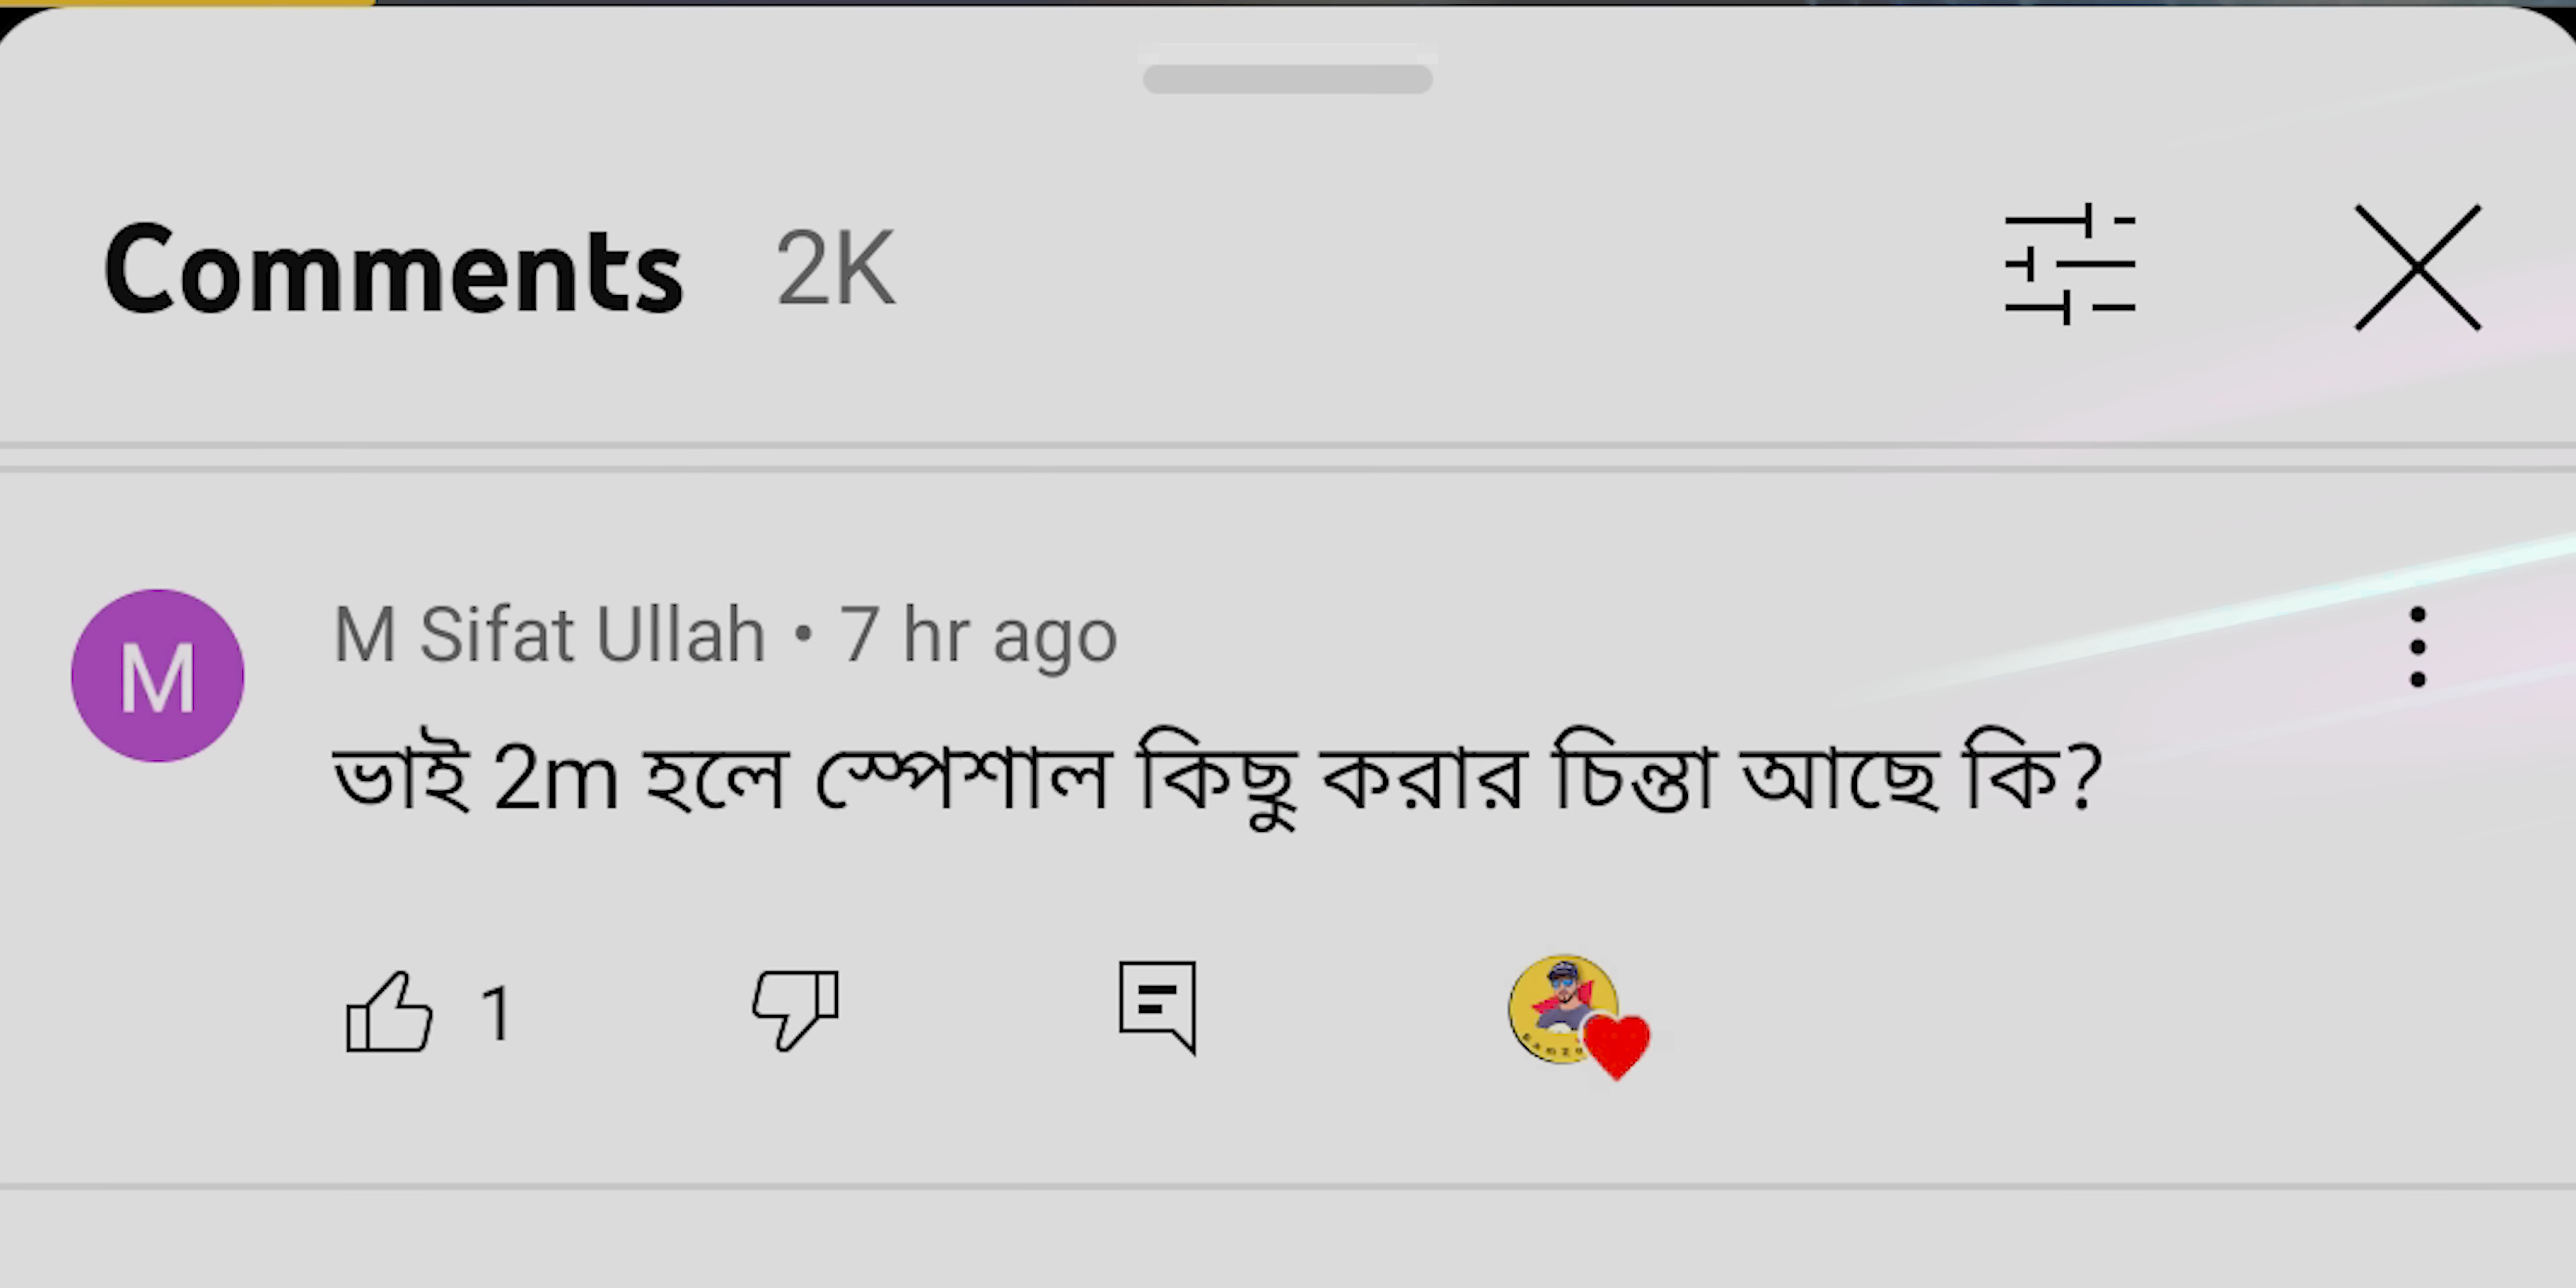 Comments 2K
M
M Sifat Ullah • 7 hr ago
ভাই 2m হলে স্পেশাল কিছু করার চিন্তা আছে কি?
1